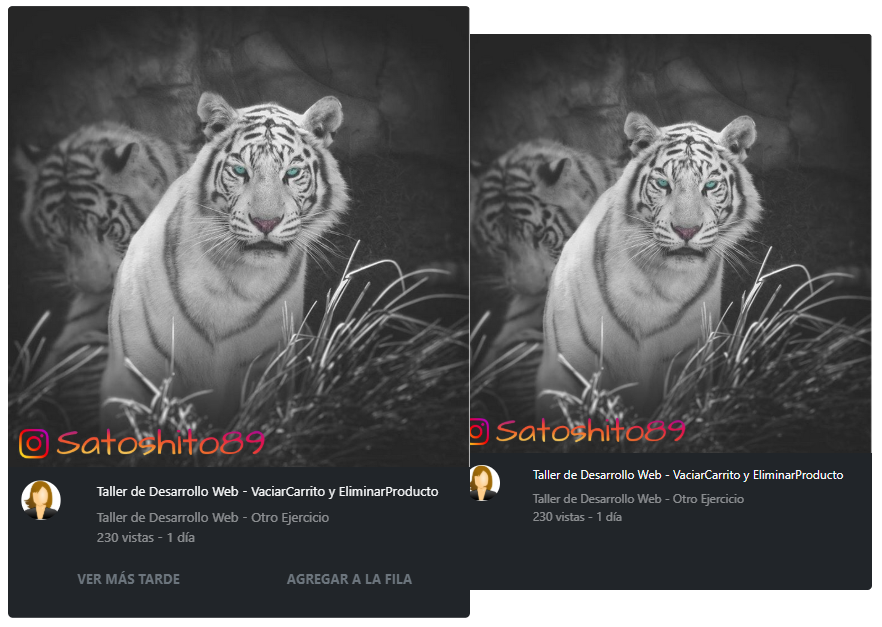 Satoshito89
Taller de Desarrollo Web - VaciarCarrito y EliminarProducto
Taller de Desarrollo Web - Otro Ejercicio
230 vistas - 1 día
VER MÁS TARDE
AGREGAR A LA FILA
Satoshito89
Taller de Desarrollo Web - VaciarCarrito y EliminarProducto
Taller de Desarrollo Web - Otro Ejercicio
230 vistas - 1 día